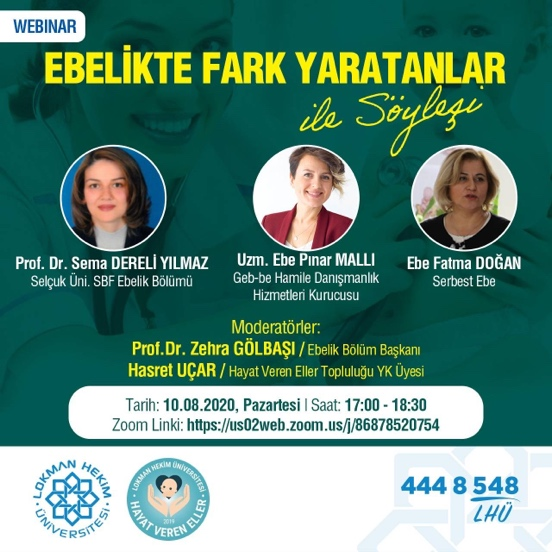 WEBINAR
EBELİKTE FARK YARATANLAR
ile Söyleşi
Prof. Dr. Sema DERELİ YILMAZ
Selçuk Üni. SBF Ebelik Bölümü
Uzm. Ebe Pınar MALLI
Geb-be Hamile Danışmanlık
Hizmetleri Kurucusu
Ebe Fatma DOĞAN
Serbest Ebe
Moderatörler:
Prof.Dr. Zehra GÖLBAŞI / Ebelik Bölüm Başkanı
Hasret UÇAR / Hayat Veren Eller Topluluğu YK Üyesi
Tarih: 10.08.2020, Pazartesi | Saat: 17:00 - 18:30
Zoom Linki: https://us02web.zoom.us/j/86878520754
LOKMAN HEKİM
ÜNİVERSİTESİ
LOKMAN HEKİM ÜNİVERSİTESİ
2019
HAYAT VEREN ELLER
444 8 548
LHÜ